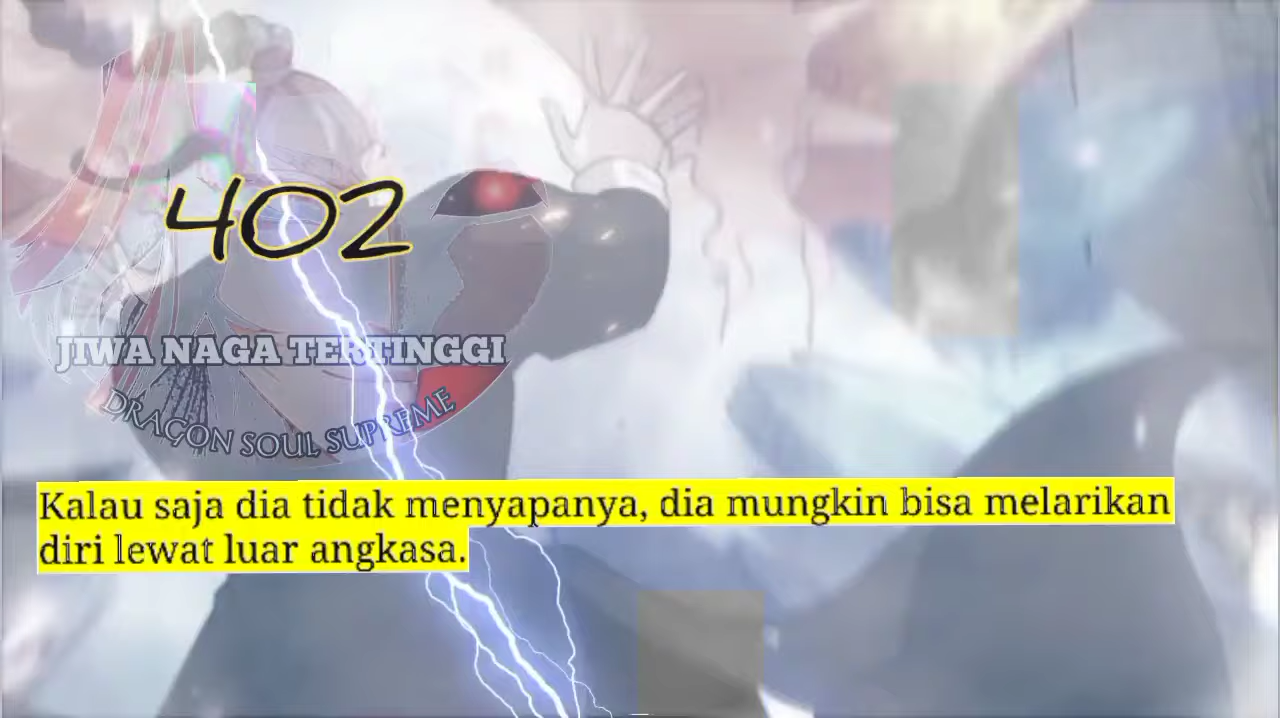 402
JIWA NAGA TERTINGGI
DRAGON SOUL SUPREME
Kalau saja dia tidak menyapanya, dia mungkin bisa melarikan
diri lewat luar angkasa.